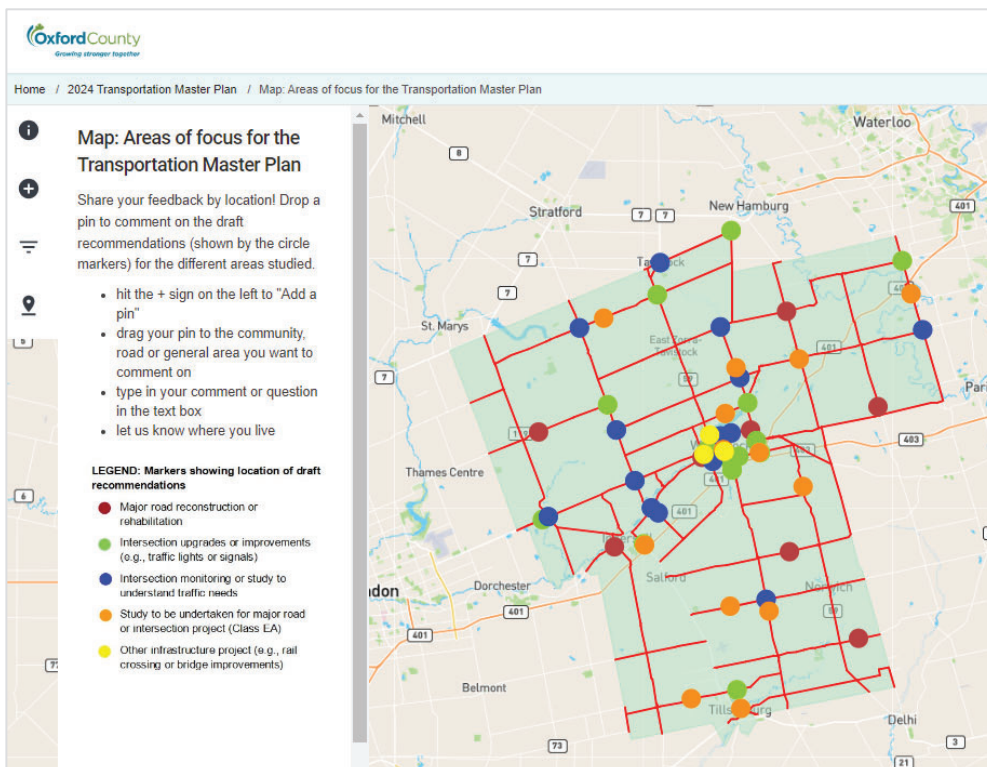 OxfordCounty
Growing stronger together
Home / 2024 Transportation Master Plan / Map: Areas of focus for the Transportation Master Plan
Map: Areas of focus for the
Transportation Master Plan
Share your feedback by location! Drop a
pin to comment on the draft
recommendations (shown by the circle
markers) for the different areas studied.
• hit the + sign on the left to "Add a
pin"
• drag your pin to the community,
road or general area you want to
comment on
• type in your comment or question
in the text box
• let us know where you live
LEGEND: Markers showing location of draft
recommendations
Major road reconstruction or
rehabilitation
Intersection upgrades or improvements
(e.g., traffic lights or signals)
Intersection monitoring or study to
understand traffic needs
Study to be undertaken for major road
or intersection project (Class EA)
Other infrastructure project (e.g., rail
crossing or bridge improvements)
Mitchell
Waterloo
8
401
Stratford
7 7
New Hamburg
7
7
St. Marys
East Zorra-
Tavistock
401
59
7
403
Thames Centre
6
401
401
Salford
Norwich
Dorchester
59
401
Belmont
Delhi
73
3
21